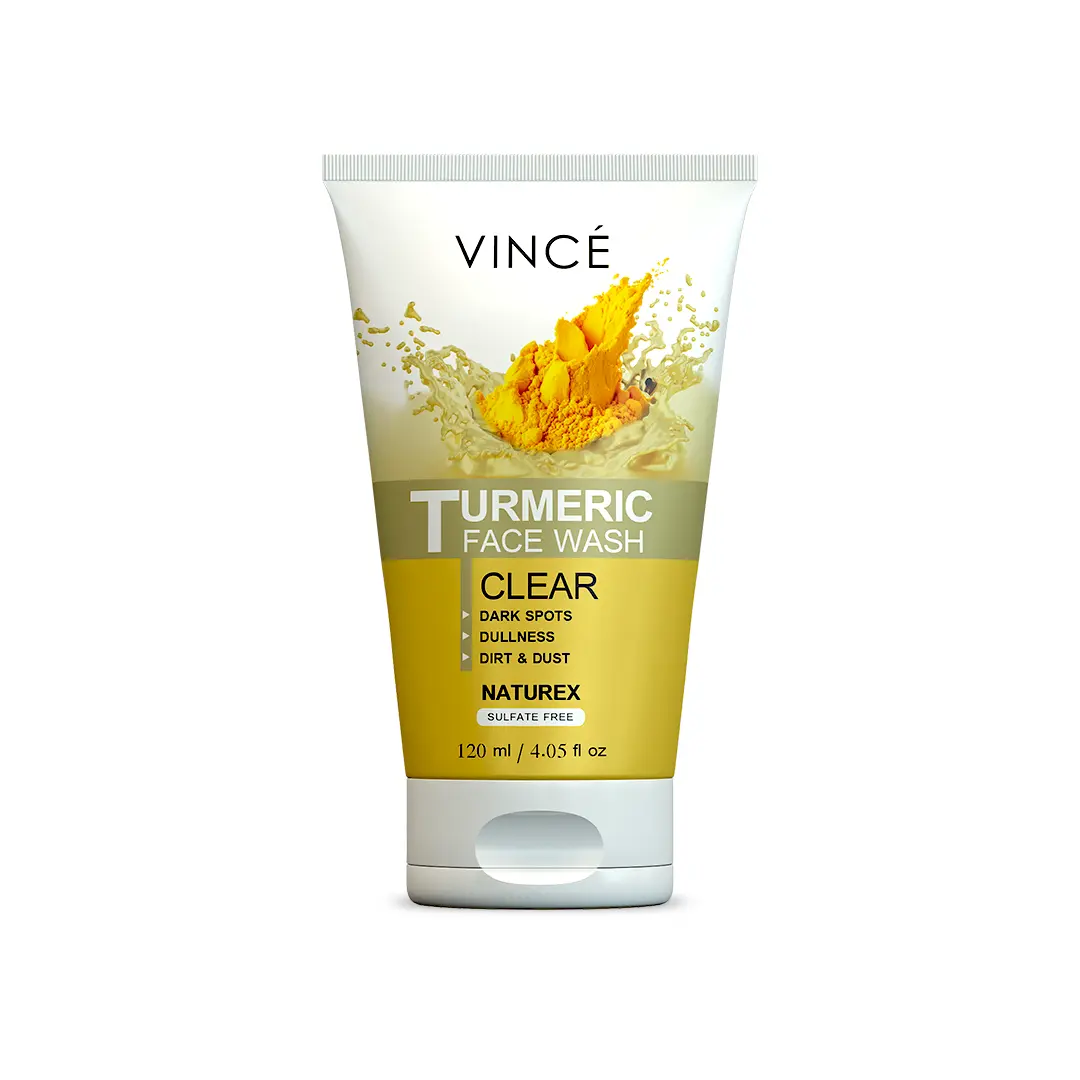 VINCÉ
TURMERIC
FACE WASH
CLEAR
DARK SPOTS
DULLNESS
DIRT & DUST
NATUREX
SULFATE FREE
120 ml / 4.05 fl oz